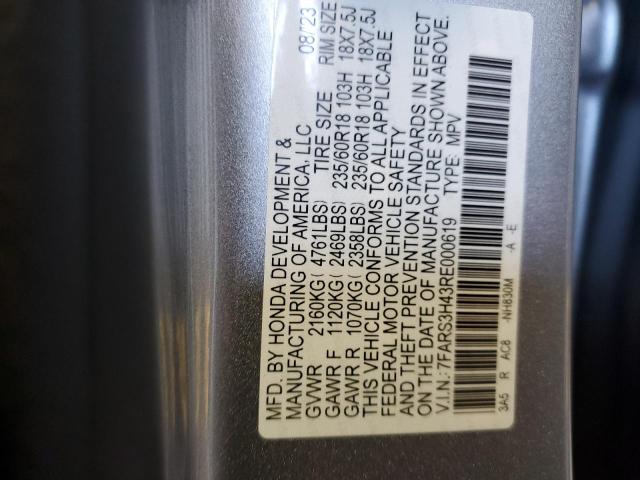 MFD. BY HONDA DEVELOPMENT & 08/23
MANUFACTURING OF AMERICA, LLC
GVWR 2160KG( 4761LBS) TIRE SIZE RIM SIZE
GAWR F 1120KG( 2469LBS) 235/60R18 103H 18X7.5J
GAWR R 1070KG( 2358LBS) 235/60R18 103H 18X7.5J
THIS VEHICLE CONFORMS TO ALL APPLICABLE
FEDERAL MOTOR VEHICLE SAFETY
AND THEFT PREVENTION STANDARDS IN EFFECT
ON THE DATE OF MANUFACTURE SHOWN ABOVE.
V.I.N.:7FARS3H43RE000619 TYPE: MPV
3A5 R AC8 -NH830M -A -E